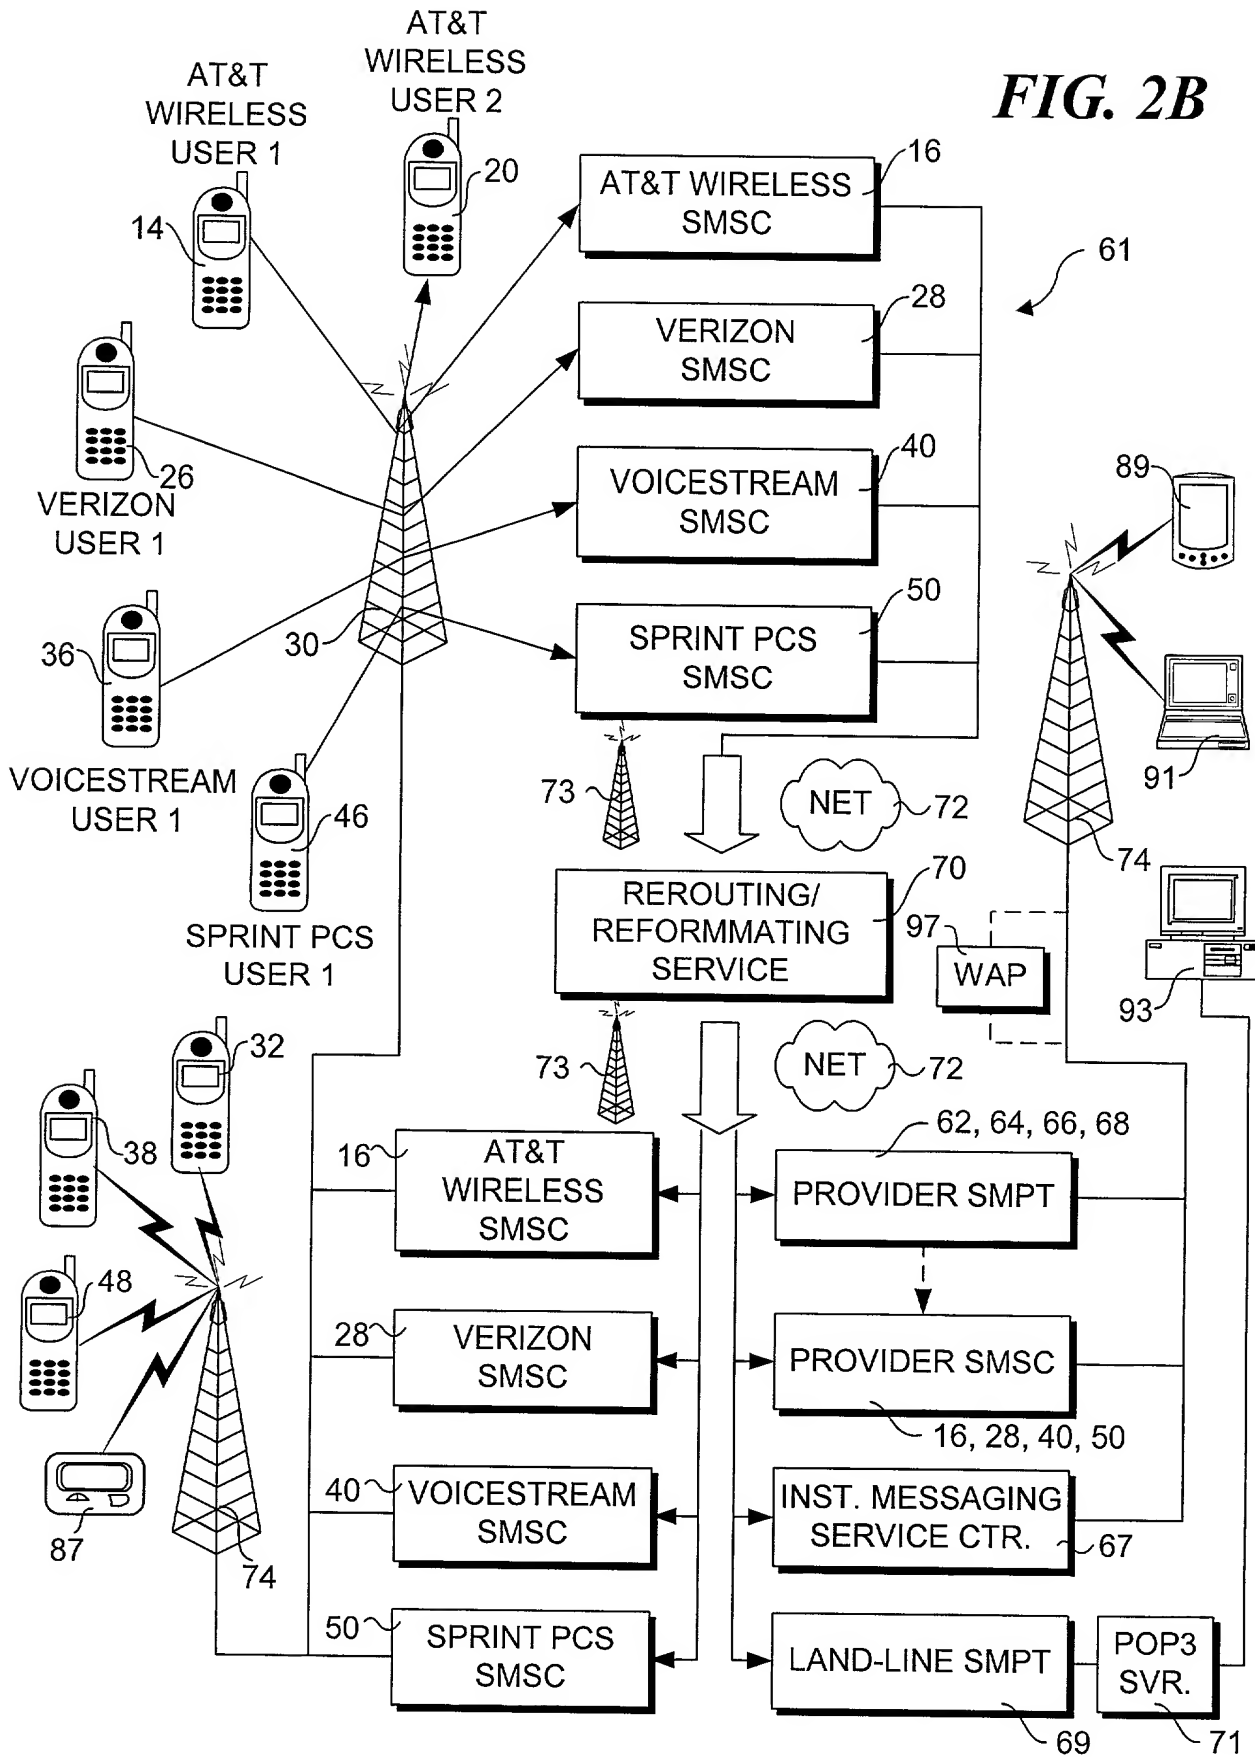 FIG. 2B
AT&T
WIRELESS
USER 2
AT&T
WIRELESS
USER 1
14
20
AT&T WIRELESS
SMSC
16
61
VERIZON
SMSC
28
26
VERIZON
USER 1
VOICESTREAM
SMSC
40
89
30
SPRINT PCS
SMSC
50
36
VOICESTREAM
USER 1
91
73
NET
72
74
46
SPRINT PCS
USER 1
REROUTING/
REFORMMATING
SERVICE
70
97
WAP
93
32
38
73
NET
72
62, 64, 66, 68
16
AT&T
WIRELESS
SMSC
PROVIDER SMPT
48
28
VERIZON
SMSC
PROVIDER SMSC
16, 28, 40, 50
87
74
40
VOICESTREAM
SMSC
INST. MESSAGING
SERVICE CTR.
67
50
SPRINT PCS
SMSC
LAND-LINE SMPT
69
POP3
SVR.
71